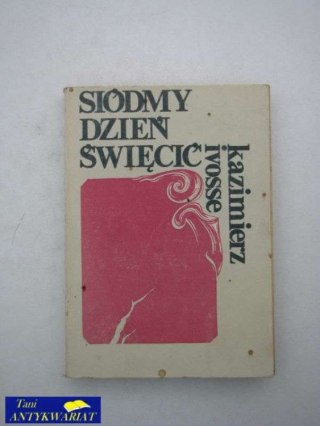 SIÓDMY
DZIEŃ
ŚWIĘCIĆ
kazimierz
ivosse
Tani
ANTYKWARIAT